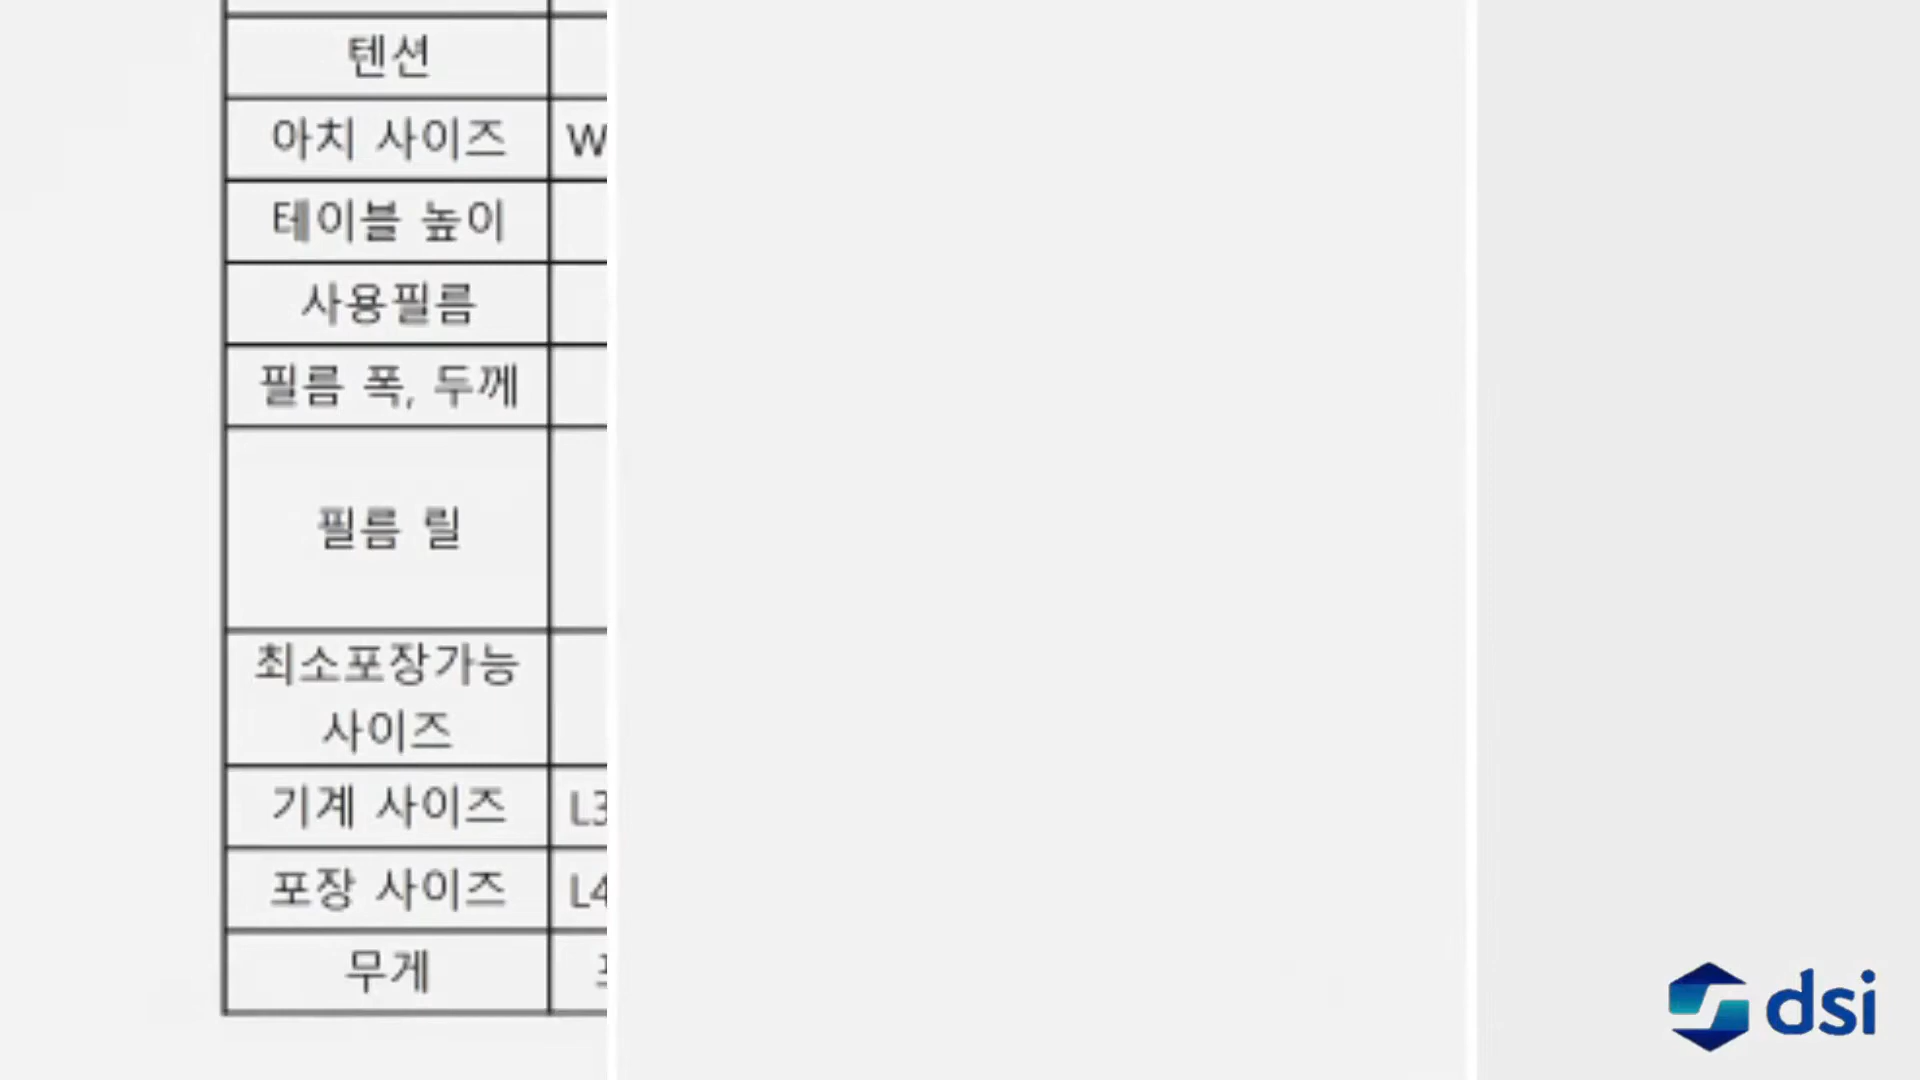 텐션
아치 사이즈 W
테이블 높이
사용필름
필름 폭, 두께
필름 릴
최소포장가능
사이즈
기계 사이즈 L3
포장 사이즈 L4
무게
dsi